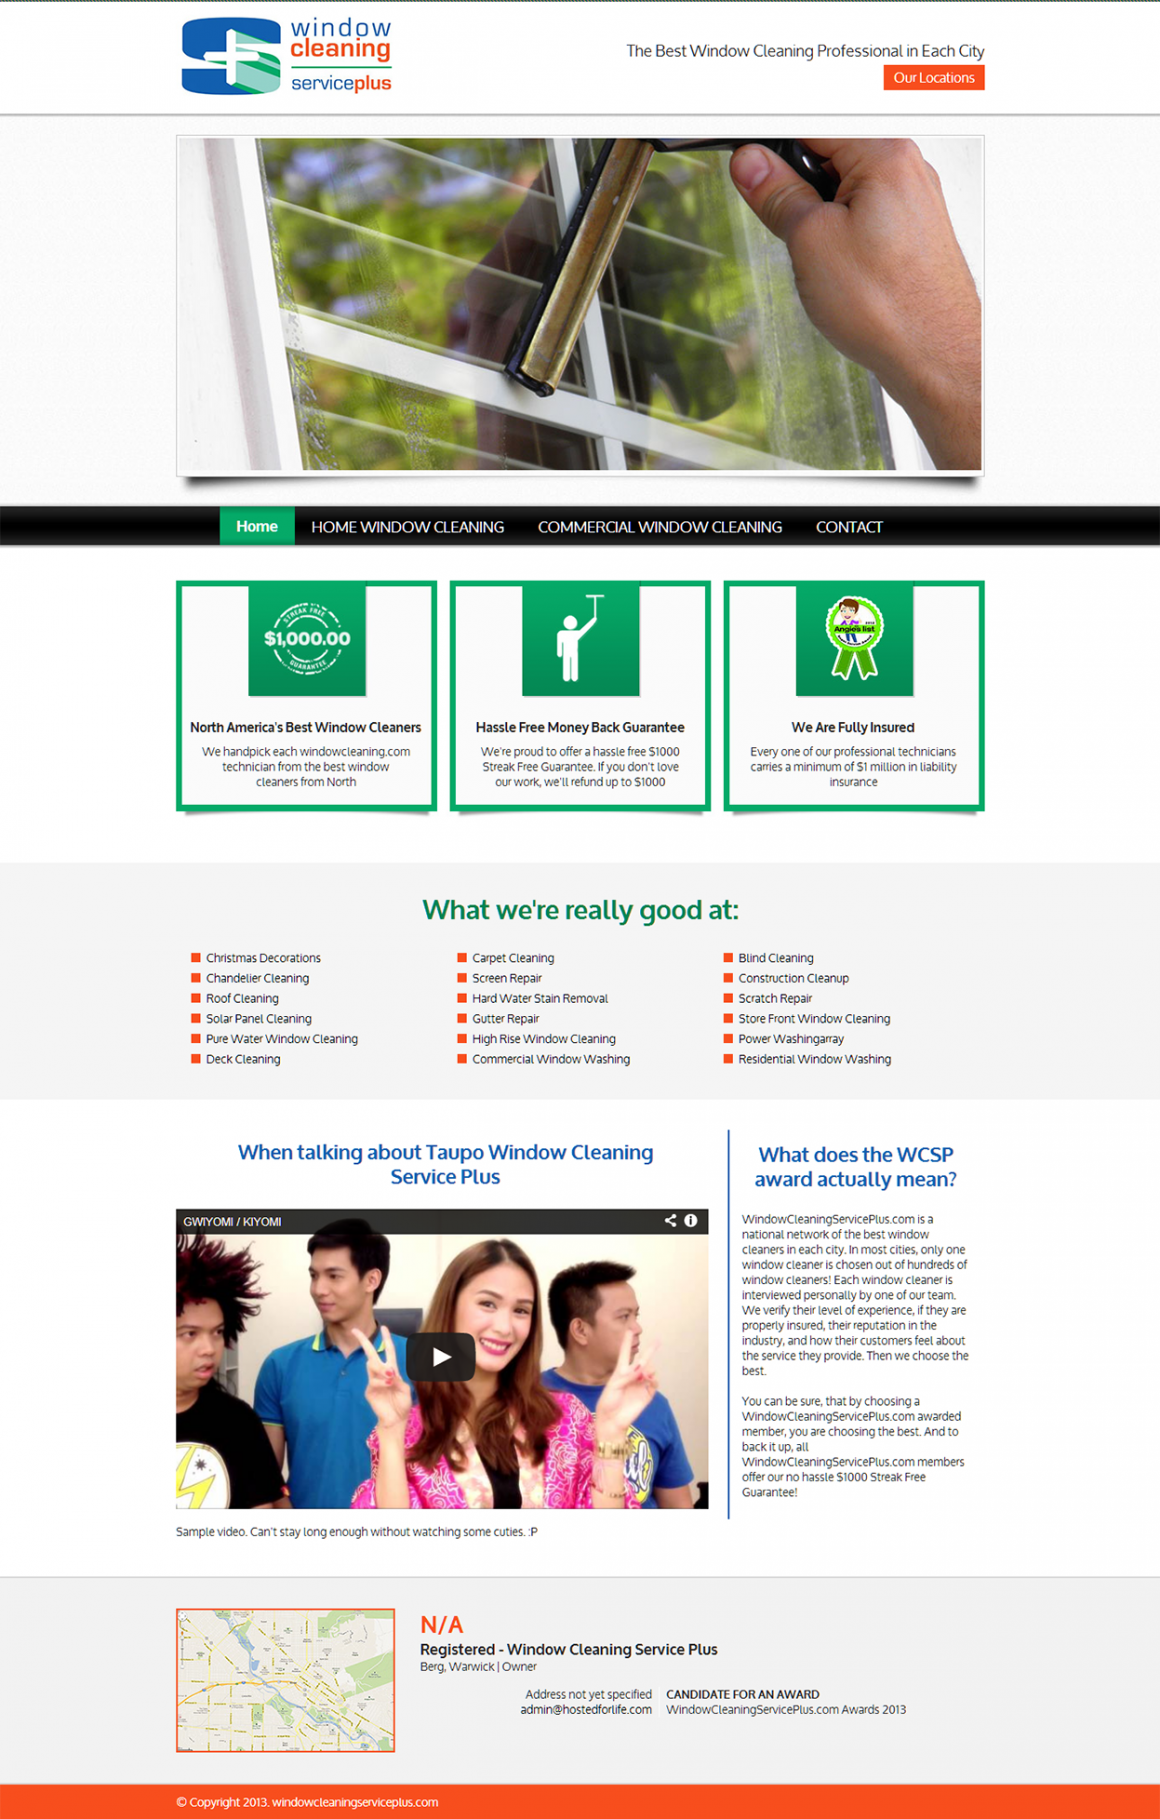 window
cleaning
serviceplus
The Best Window Cleaning Professional in Each City
Our Locations
Home
HOME WINDOW CLEANING
COMMERCIAL WINDOW CLEANING
CONTACT
STREAK FREE
$1,000.00
GUARANTEE
North America's Best Window Cleaners
We handpick each windowcleaning.com
technician from the best window
cleaners from North
Hassle Free Money Back Guarantee
We're proud to offer a hassle free $1000
Streak Free Guarantee. If you don't love
our work, we'll refund up to $1000
Angie's list
We Are Fully Insured
Every one of our professional technicians
carries a minimum of $1 million in liability
insurance
What we're really good at:
Christmas Decorations
Chandelier Cleaning
Roof Cleaning
Solar Panel Cleaning
Pure Water Window Cleaning
Deck Cleaning
Carpet Cleaning
Screen Repair
Hard Water Stain Removal
Gutter Repair
High Rise Window Cleaning
Commercial Window Washing
Blind Cleaning
Construction Cleanup
Scratch Repair
Store Front Window Cleaning
Power Washingarray
Residential Window Washing
When talking about Taupo Window Cleaning
Service Plus
GWIYOMI / KIYOMI
Sample video. Can't stay long enough without watching some cuties. :P
What does the WCSP
award actually mean?
WindowCleaningServicePlus.com is a
national network of the best window
cleaners in each city. In most cities, only one
window cleaner is chosen out of hundreds of
window cleaners! Each window cleaner is
interviewed personally by one of our team.
We verify their level of experience, if they are
properly insured, their reputation in the
industry, and how their customers feel about
the service they provide. Then we choose the
best.
You can be sure, that by choosing a
WindowCleaningServicePlus.com awarded
member, you are choosing the best. And to
back it up, all
WindowCleaningServicePlus.com members
offer our no hassle $1000 Streak Free
Guarantee!
N/A
Registered - Window Cleaning Service Plus
Berg, Warwick | Owner
Address not yet specified
admin@hostedforlife.com
CANDIDATE FOR AN AWARD
WindowCleaningServicePlus.com Awards 2013
© Copyright 2013. windowcleaningserviceplus.com